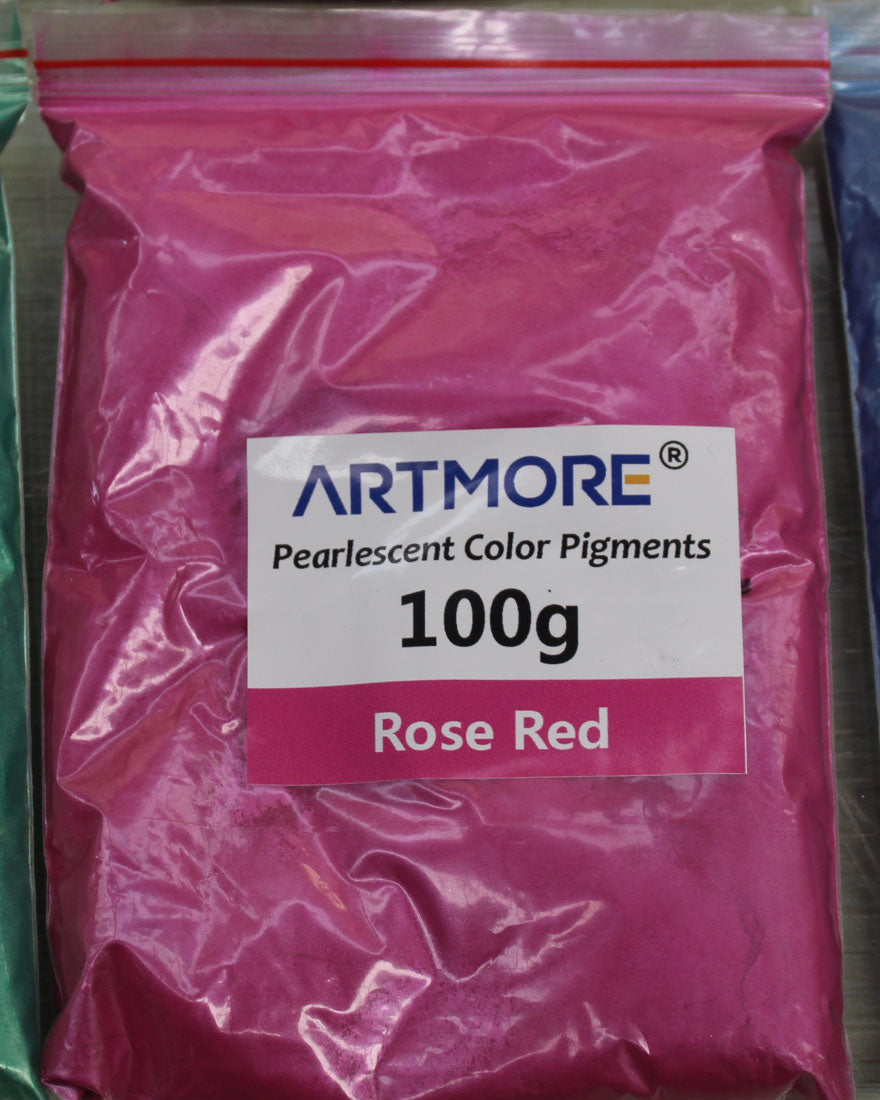 ARTMORE®
Pearlescent Color Pigments
100g
Rose Red